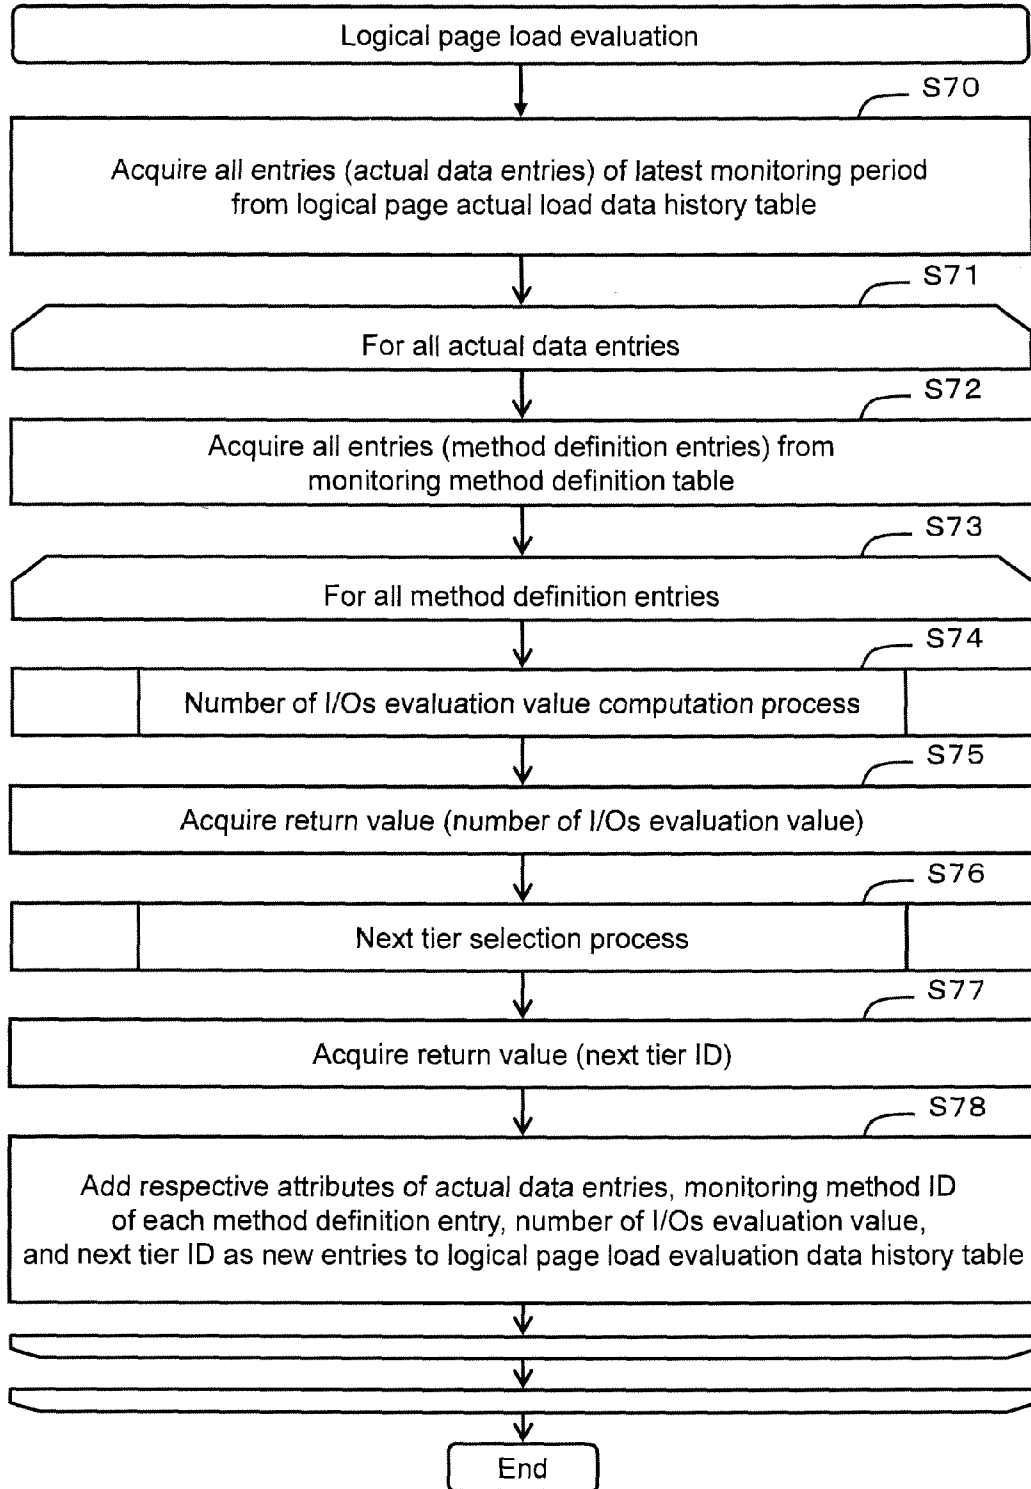 Logical page load evaluation
S70
Acquire all entries (actual data entries) of latest monitoring period
from logical page actual load data history table
S71
For all actual data entries
S72
Acquire all entries (method definition entries) from
monitoring method definition table
S73
For all method definition entries
S74
Number of I/Os evaluation value computation process
S75
Acquire return value (number of I/Os evaluation value)
S76
Next tier selection process
S77
Acquire return value (next tier ID)
S78
Add respective attributes of actual data entries, monitoring method ID
of each method definition entry, number of I/Os evaluation value,
and next tier ID as new entries to logical page load evaluation data history table
End